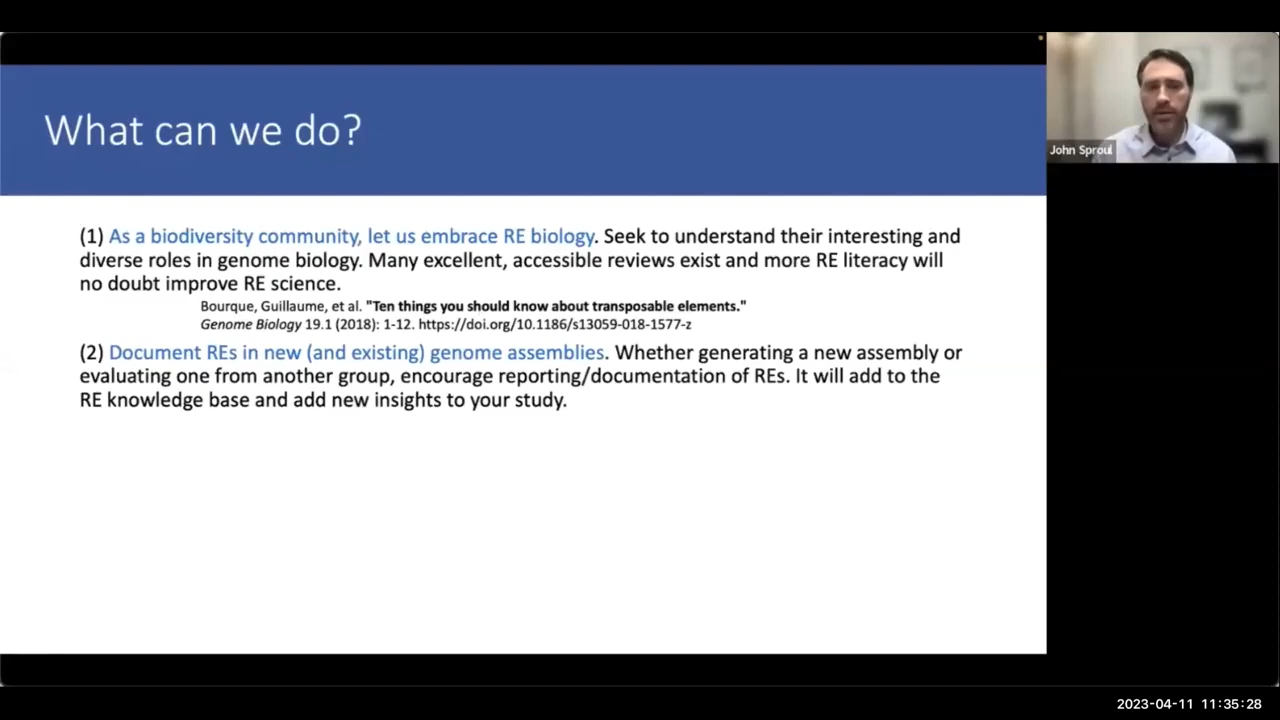 What can we do?
(1) As a biodiversity community, let us embrace RE biology. Seek to understand their interesting and
diverse roles in genome biology. Many excellent, accessible reviews exist and more RE literacy will
no doubt improve RE science.
Bourque, Guillaume, et al. "Ten things you should know about transposable elements."
Genome Biology 19.1 (2018): 1-12. https://doi.org/10.1186/s13059-018-1577-z
(2) Document REs in new (and existing) genome assemblies. Whether generating a new assembly or
evaluating one from another group, encourage reporting/documentation of REs. It will add to the
RE knowledge base and add new insights to your study.
John Sproul
2023-04-11 11:35:28